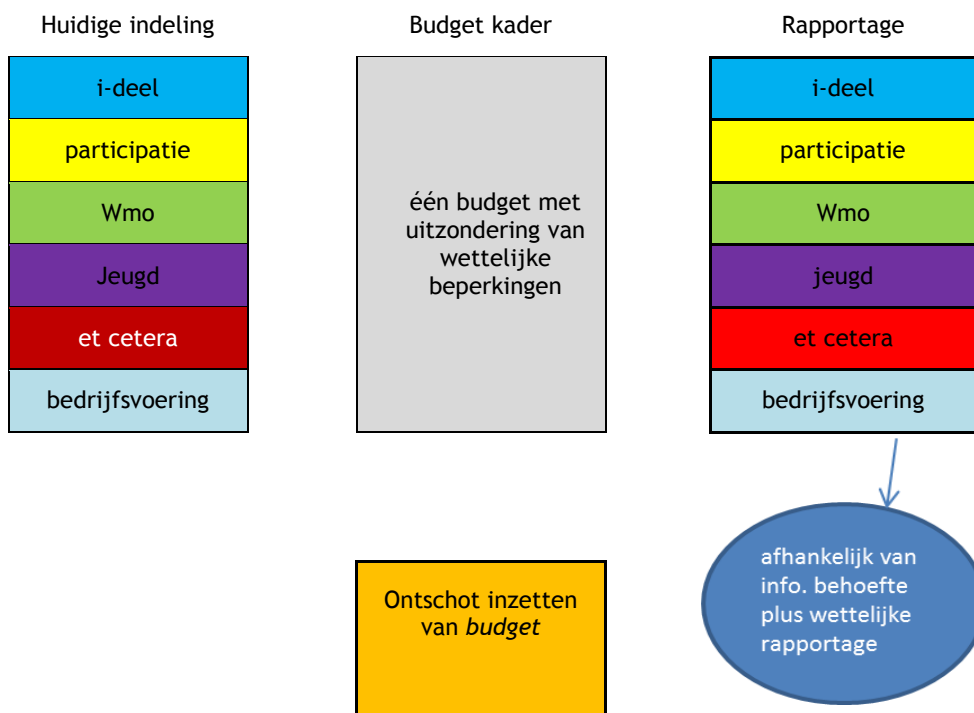 Huidige indeling
i-deel
participatie
Wmo
Jeugd
et cetera
bedrijfsvoering
Budget kader
één budget met
uitzondering van
wettelijke
beperkingen
Ontschot inzetten
van budget
Rapportage
i-deel
participatie
Wmo
jeugd
et cetera
bedrijfsvoering
afhankelijk van
info. behoefte
plus wettelijke
rapportage